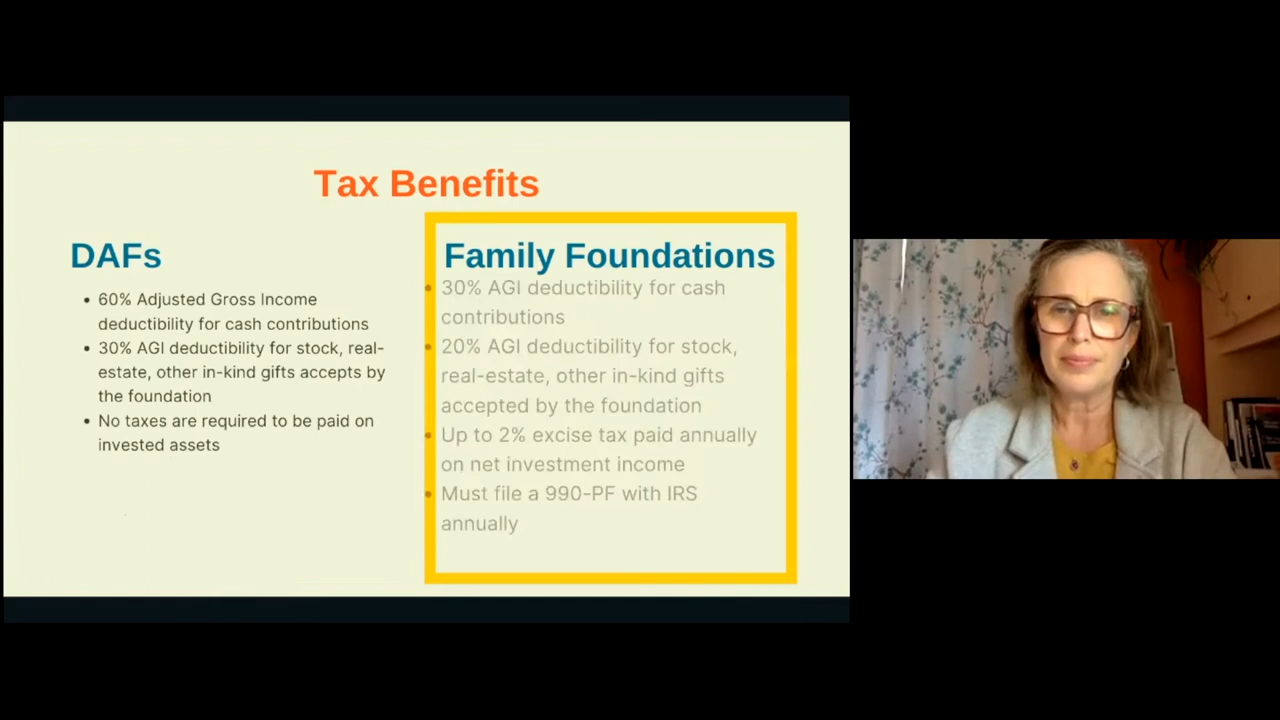 Tax Benefits
DAFs
• 60% Adjusted Gross Income
deductibility for cash contributions
• 30% AGI deductibility for stock, real-
estate, other in-kind gifts accepts by
the foundation
• No taxes are required to be paid on
invested assets
Family Foundations
• 30% AGI deductibility for cash
contributions
• 20% AGI deductibility for stock,
real-estate, other in-kind gifts
accepted by the foundation
• Up to 2% excise tax paid annually
on net investment income
• Must file a 990-PF with IRS
annually